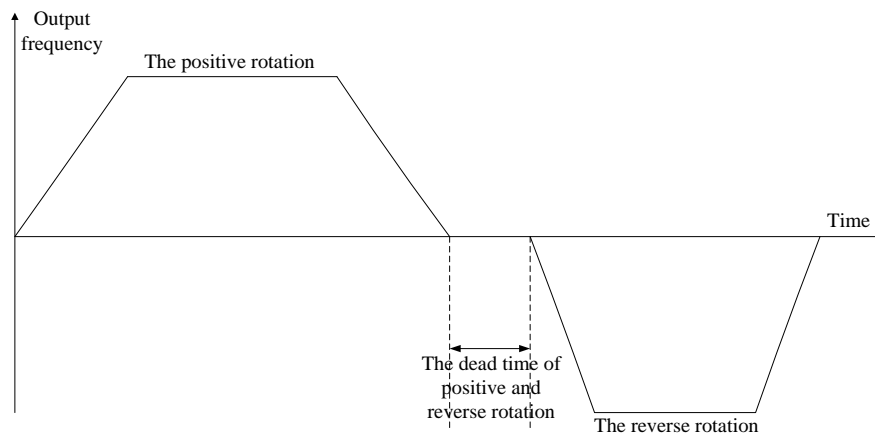 Output
frequency
The positive rotation
Time
The dead time of
positive and
reverse rotation
The reverse rotation